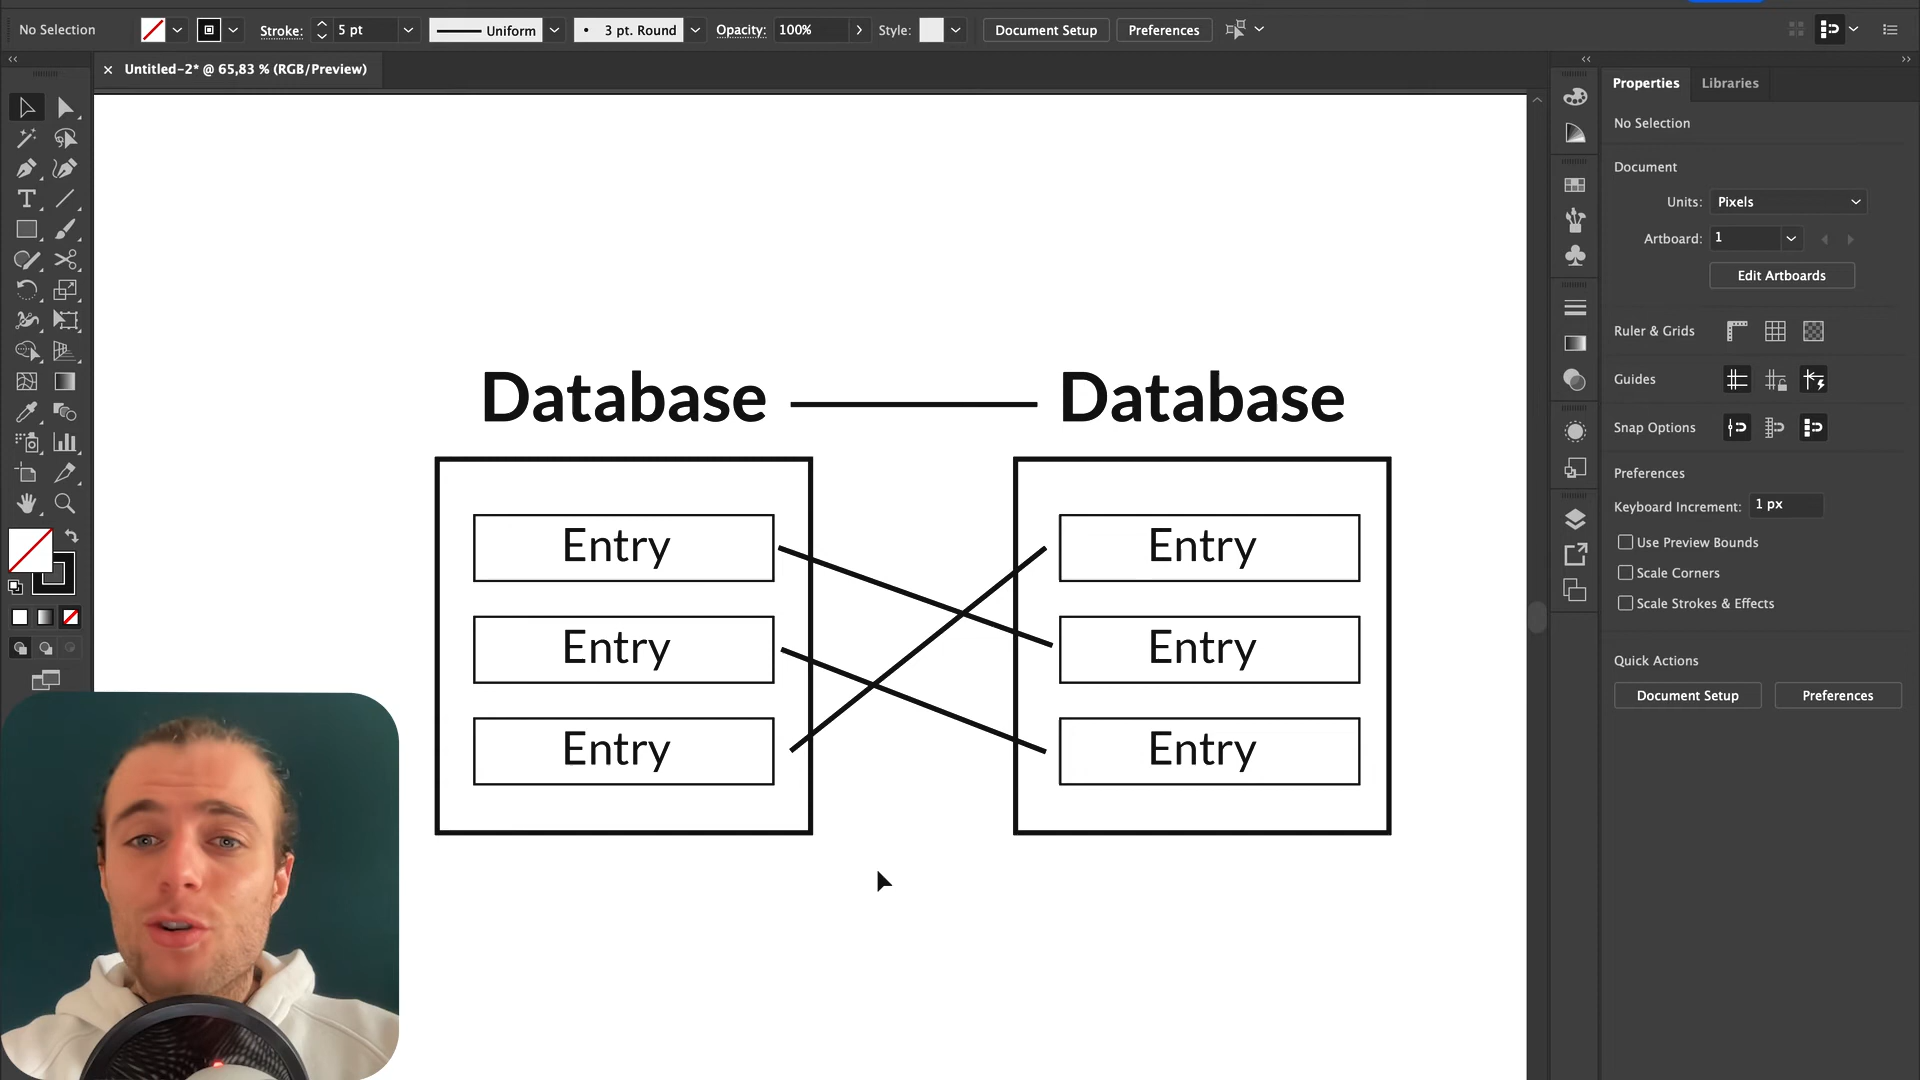 No Selection
Stroke:
5 pt
Uniform
3 pt. Round
Opacity:
100%
Style:
Document Setup
Preferences
Untitled-2* @ 65,83 % (RGB/Preview)
Properties
Libraries
No Selection
Document
Units:
Pixels
Artboard:
1
Edit Artboards
Ruler & Grids
Guides
Snap Options
Preferences
Keyboard Increment:
1 px
Use Preview Bounds
Scale Corners
Scale Strokes & Effects
Quick Actions
Document Setup
Preferences
Database
Database
Entry
Entry
Entry
Entry
Entry
Entry